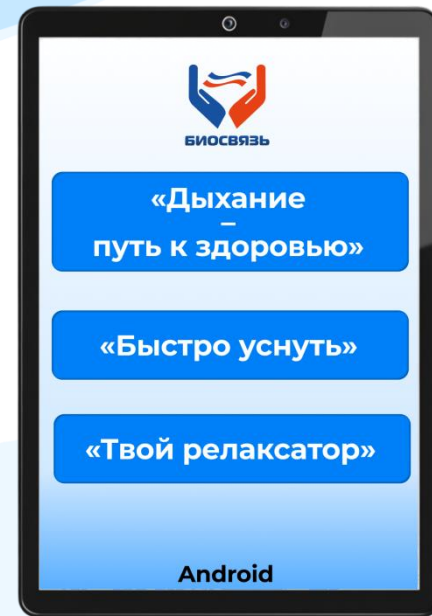 БИОСВЯЗЬ
«Дыхание
–
путь к здоровью»
«Быстро уснуть»
«Твой релаксатор»
Android